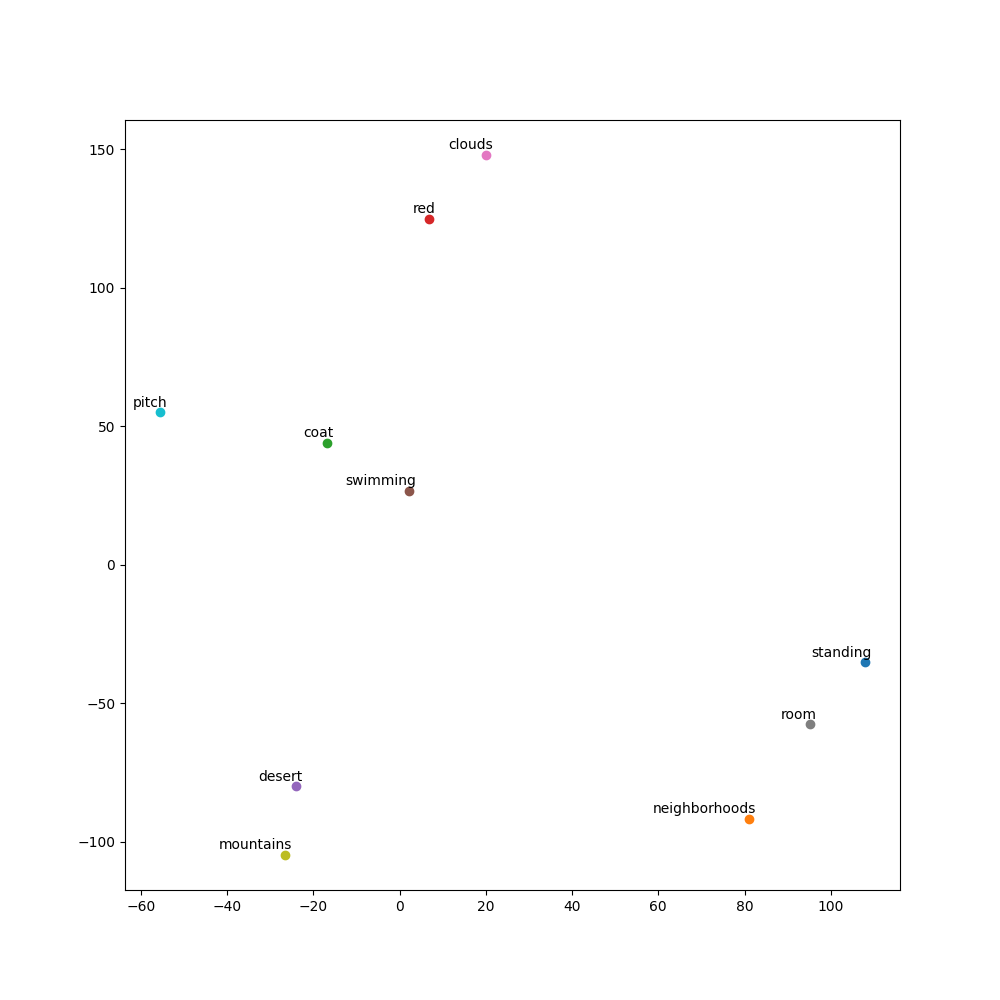 clouds
150
red
100
pitch
50
coat
swimming
0
standing
−50
room
desert
neighborhoods
−100
mountains
−60 −40 −20 0 20 40 60 80 100